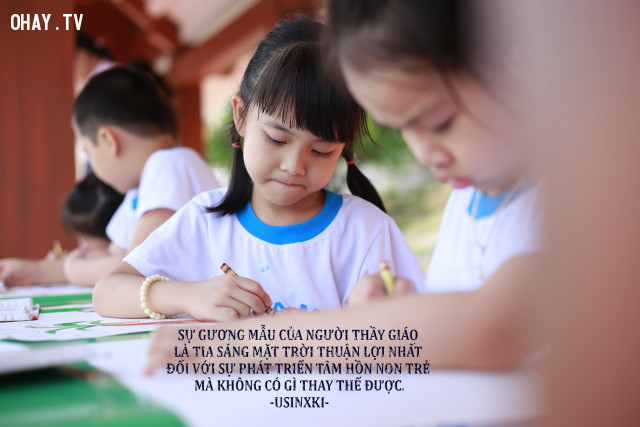 OHAY.TV
SỰ GƯƠNG MẪU CỦA NGƯỜI THẦY GIÁO
LÀ TIA SÁNG MẶT TRỜI THUẬN LỢI NHẤT
ĐỐI VỚI SỰ PHÁT TRIỂN TÂM HỒN NON TRẺ
MÀ KHÔNG CÓ GÌ THAY THẾ ĐƯỢC.
-USINXKI-